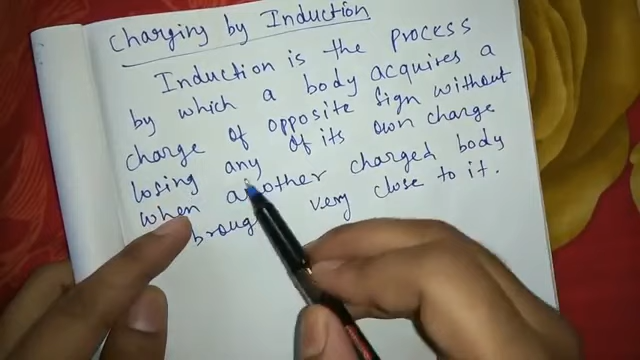 Charging by Induction
Induction is the process
by which a body acquires a
charge of opposite sign without
losing any of its own charge
when another charged body
brough very close to it.